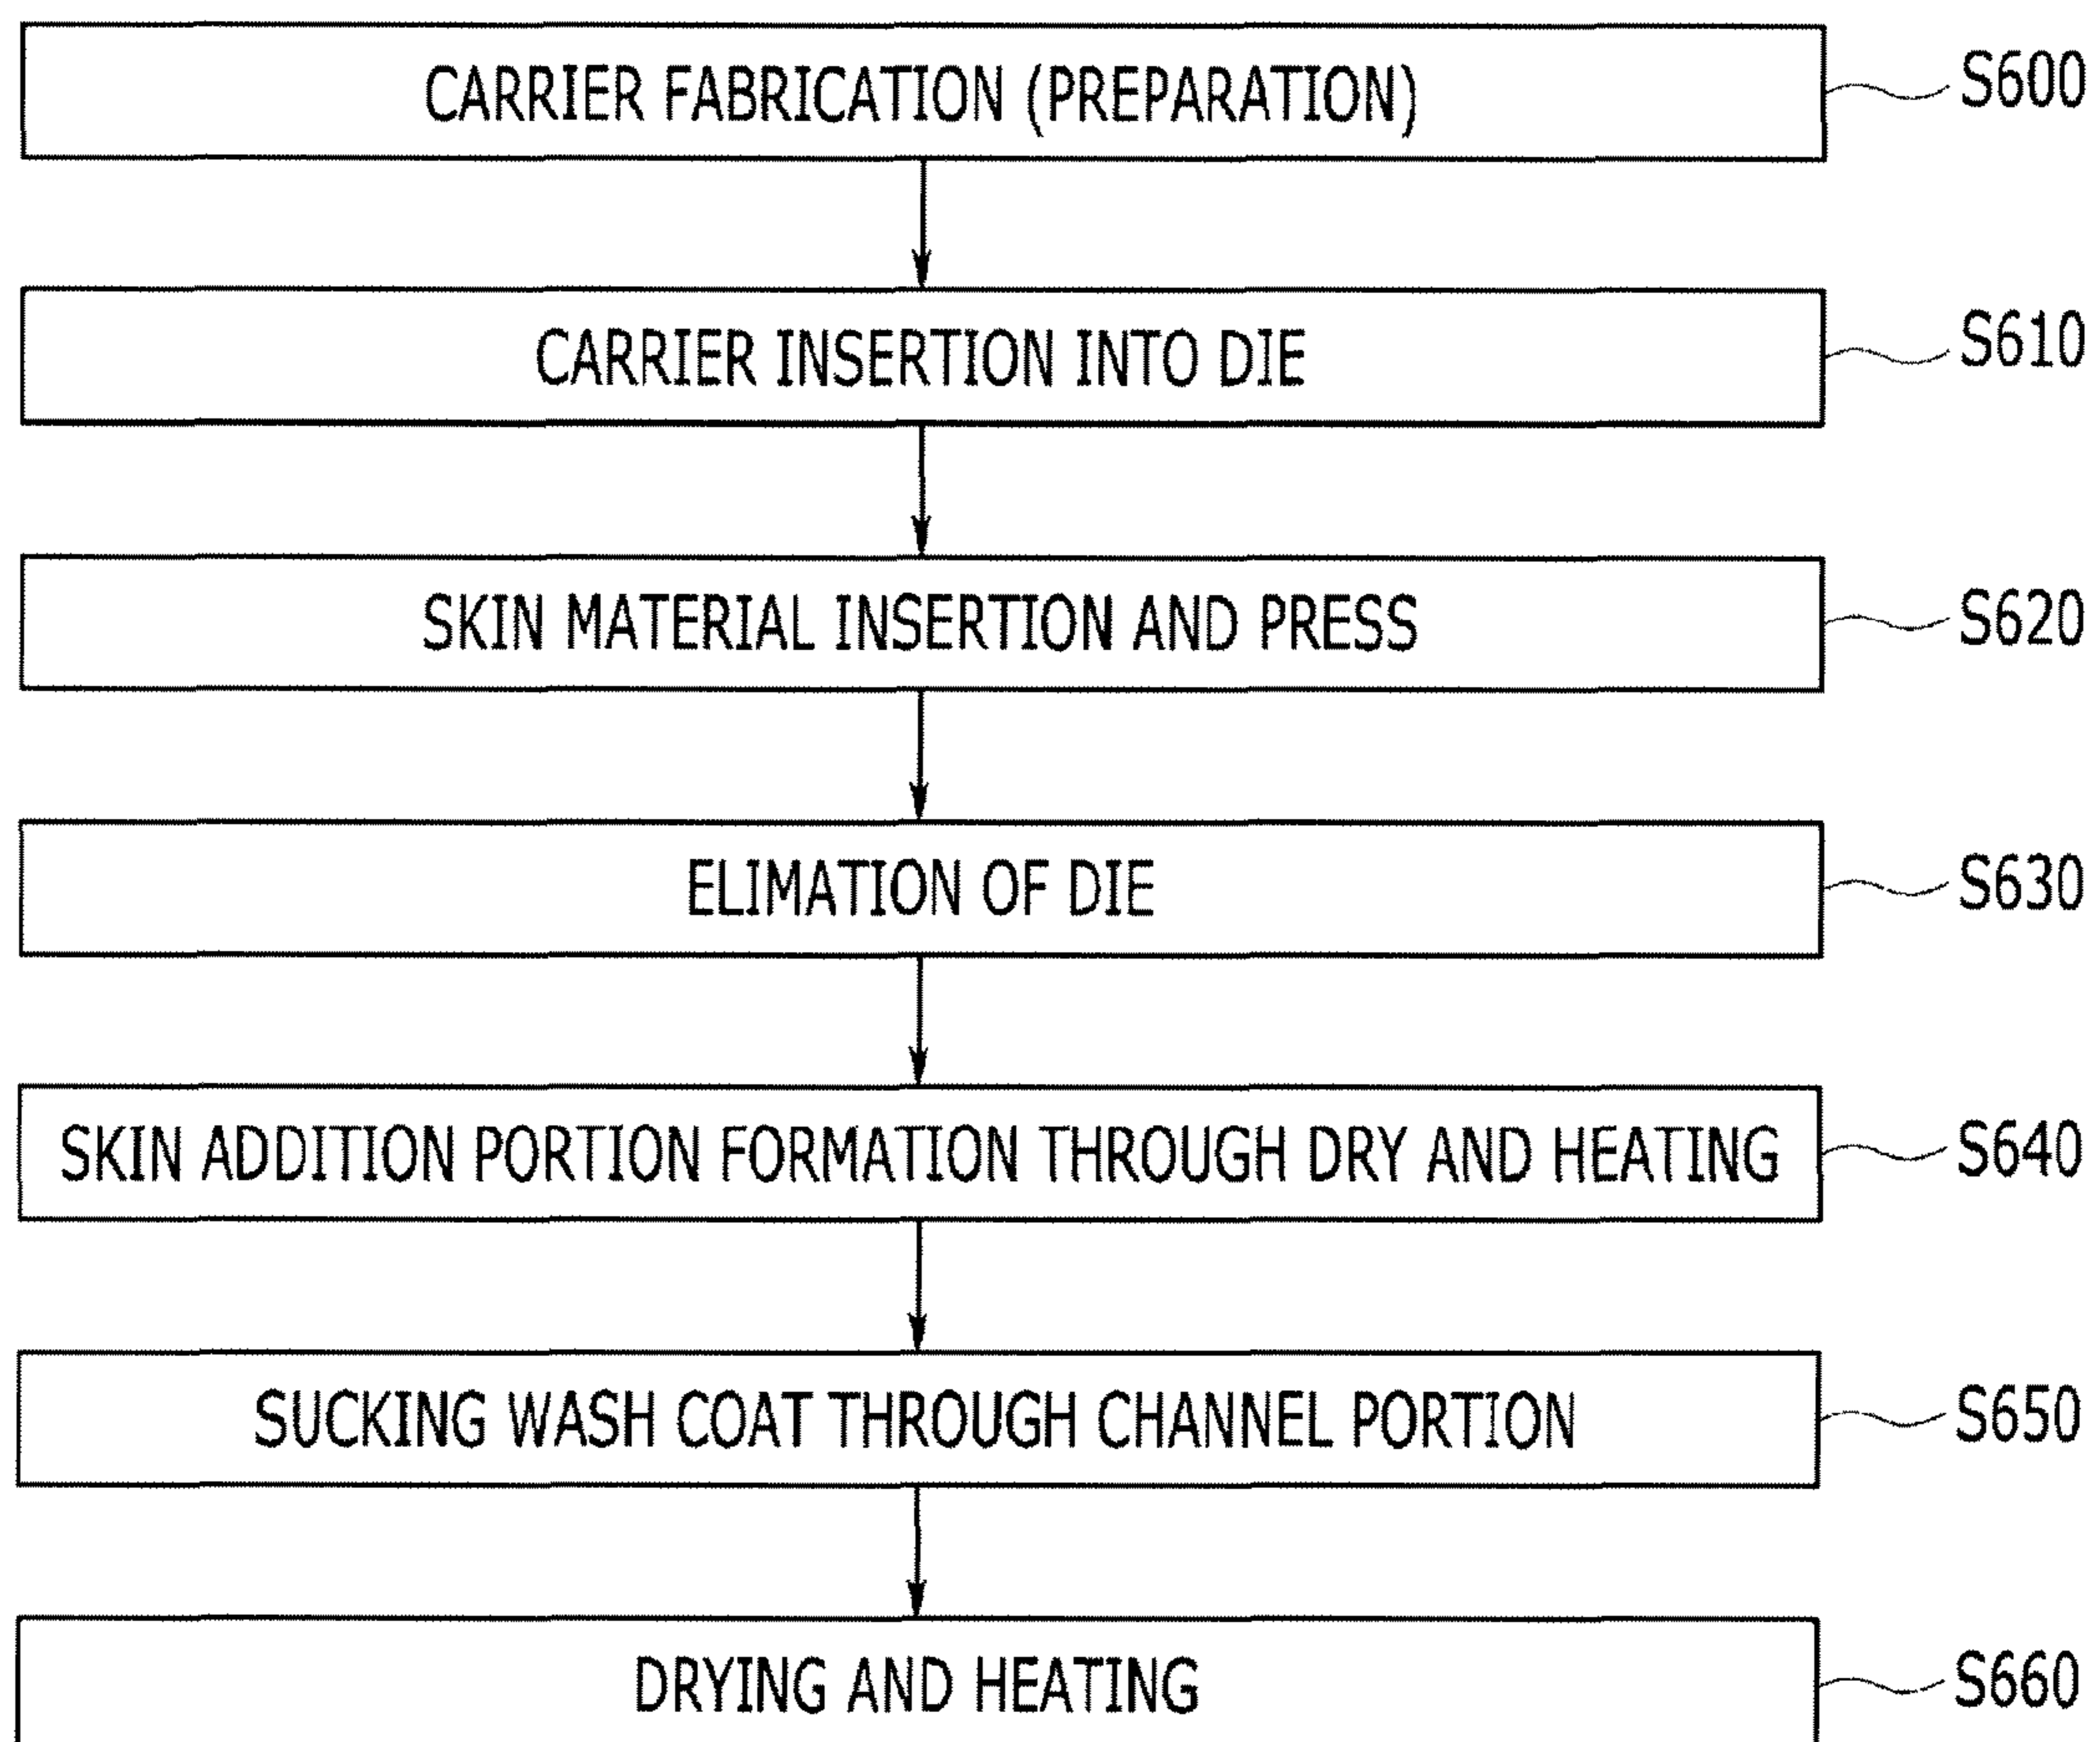 CARRIER FABRICATION (PREPARATION) S600
CARRIER INSERTION INTO DIE S610
SKIN MATERIAL INSERTION AND PRESS S620
ELIMATION OF DIE S630
SKIN ADDITION PORTION FORMATION THROUGH DRY AND HEATING S640
SUCKING WASH COAT THROUGH CHANNEL PORTION S650
DRYING AND HEATING S660